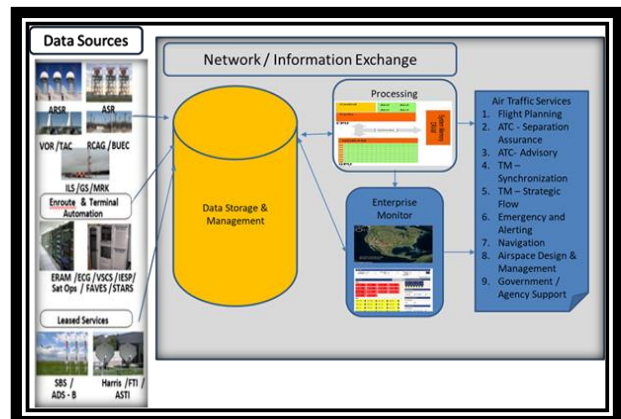 Data Sources
ARSR
ASR
VOR /TAC
RCAG /BUEC
ILS /GS /MRK
Enroute & Terminal
Automation
ERAM /ECG /VSCS /IESP/
Sat Ops / FAVES /STARS
Leased Services
SBS /
ADS - B
Harris /FTI /
ASTI
Network / Information Exchange
Data Storage &
Management
Processing
Enterprise
Monitor
Air Traffic Services
1. Flight Planning
2. ATC - Separation
Assurance
3. ATC- Advisory
4. TM –
Synchronization
5. TM – Strategic
Flow
6. Emergency and
Alerting
7. Navigation
8. Airspace Design &
Management
9. Government /
Agency Support